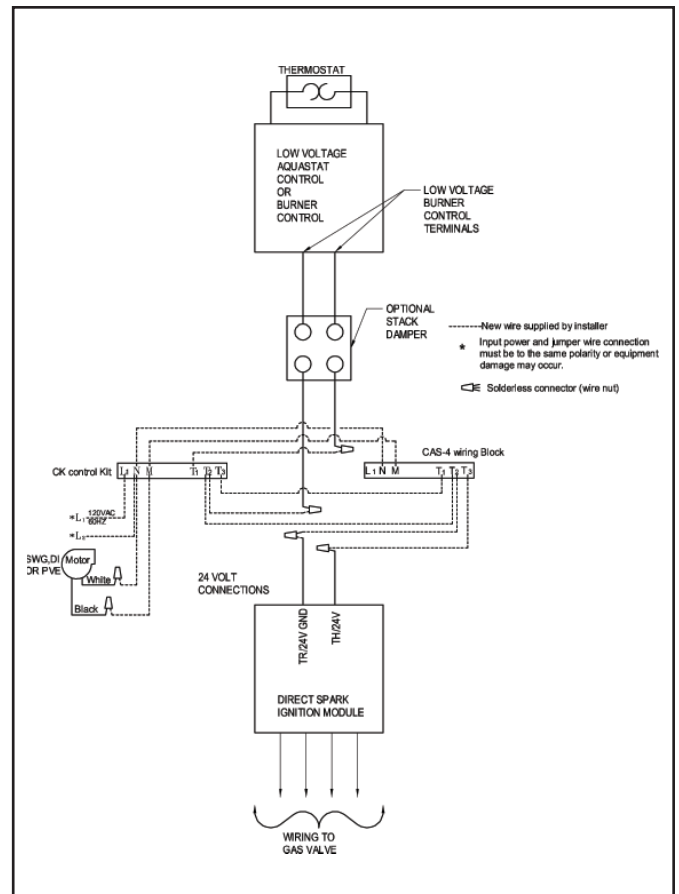 THERMOSTAT
LOW VOLTAGE
AQUASTAT
CONTROL
OR
BURNER
CONTROL
LOW VOLTAGE
BURNER
CONTROL
TERMINALS
OPTIONAL
STACK
DAMPER
New wire supplied by installer
* Input power and jumper wire connection
must be to the same polarity or equipment
damage may occur.
Solderless connector (wire nut)
CK control Kit
L1 N M T1 T2 T3
CAS-4 wiring Block
L1 N M T1 T2 T3
*L1 120VAC
60HZ
*L
SWG,DI
OR PVE
Motor
White
Black
24 VOLT
CONNECTIONS
TR/24V GND
TH/24V
DIRECT SPARK
IGNITION MODULE
WIRING TO
GAS VALVE